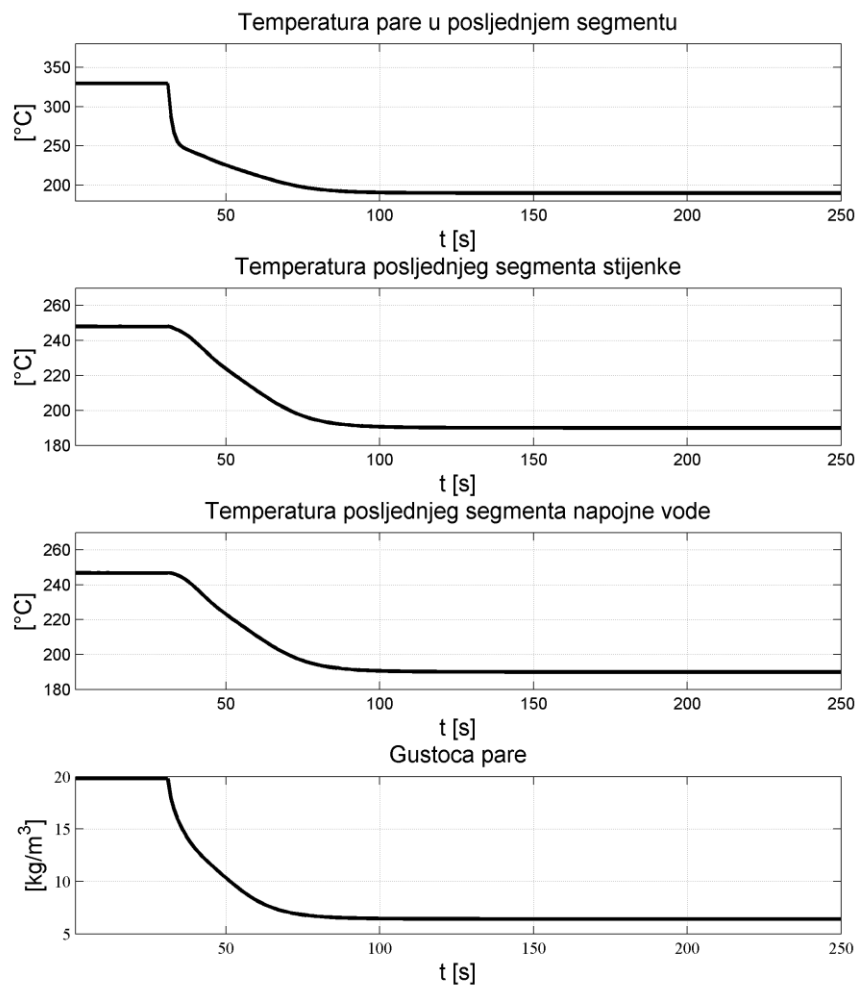 Temperatura pare u posljednjem segmentu
350
300
250
200
[°C]
50 100 150 200 250
t [s]
Temperatura posljednjeg segmenta stijenke
260
240
220
200
180
[°C]
50 100 150 200 250
t [s]
Temperatura posljednjeg segmenta napojne vode
260
240
220
200
180
[°C]
50 100 150 200 250
t [s]
Gustoca pare
20
15
10
5
[kg/m³]
50 100 150 200 250
t [s]